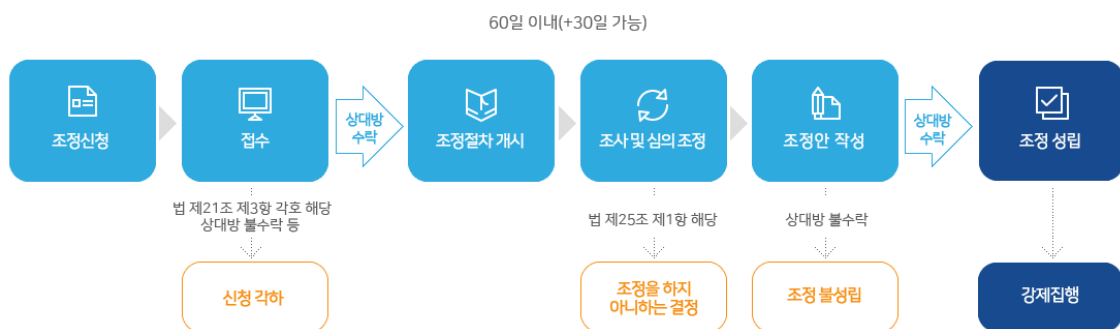 60일 이내(+30일 가능)
조정신청
접수
상대방
수락
조정절차 개시
조사 및 심의 조정
조정안 작성
상대방
수락
조정 성립
법 제21조 제3항 각호 해당
상대방 불수락 등
법 제25조 제1항 해당
상대방 불수락
신청 각하
조정을 하지
아니하는 결정
조정 불성립
강제집행